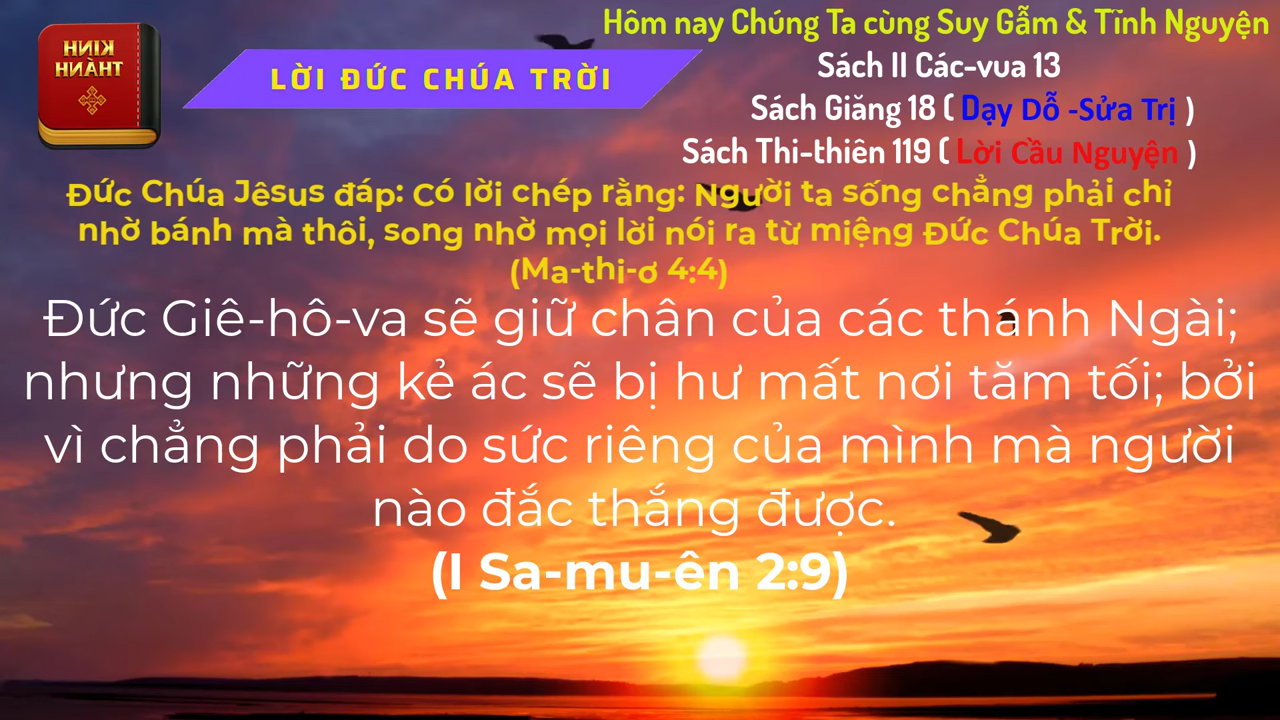 KINH
THÁNH
LỜI ĐỨC CHÚA TRỜI
Hôm nay Chúng Ta cùng Suy Gẫm & Tĩnh Nguyện
Sách II Các-vua 13
Sách Giăng 18 ( Dạy Dỗ -Sửa Trị )
Sách Thi-thiên 119 ( Lời Cầu Nguyện )
Đức Chúa Jêsus đáp: Có lời chép rằng: Người ta sống chẳng phải chỉ
nhờ bánh mà thôi, song nhờ mọi lời nói ra từ miệng Đức Chúa Trời.
(Ma-thi-ơ 4:4)
Đức Giê-hô-va sẽ giữ chân của các thánh Ngài;
nhưng những kẻ ác sẽ bị hư mất nơi tăm tối; bởi
vì chẳng phải do sức riêng của mình mà người
nào đắc thắng được.
(I Sa-mu-ên 2:9)